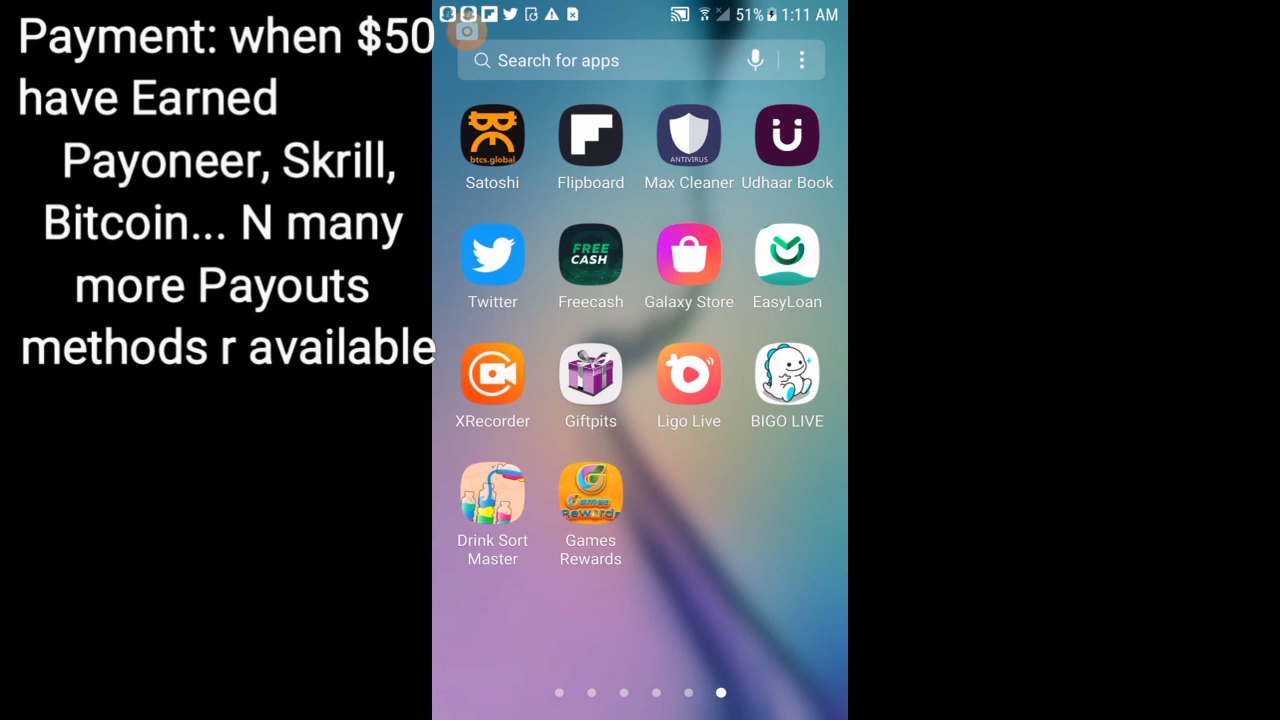 Payment: when $50
have Earned
Payoneer, Skrill,
Bitcoin... N many
more Payouts
methods r available
51% 1:11 AM
Search for apps
btcs.global
ANTIVIRUS
Satoshi Flipboard Max Cleaner Udhaar Book
FREE
CASH
Twitter Freecash Galaxy Store EasyLoan
XRecorder Giftpits Ligo Live BIGO LIVE
Games
Rewards
Drink Sort Games
Master Rewards